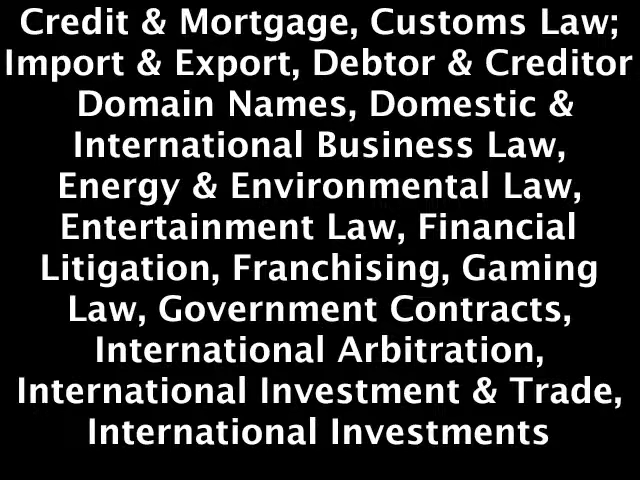 Credit & Mortgage, Customs Law;
Import & Export, Debtor & Creditor
Domain Names, Domestic &
International Business Law,
Energy & Environmental Law,
Entertainment Law, Financial
Litigation, Franchising, Gaming
Law, Government Contracts,
International Arbitration,
International Investment & Trade,
International Investments